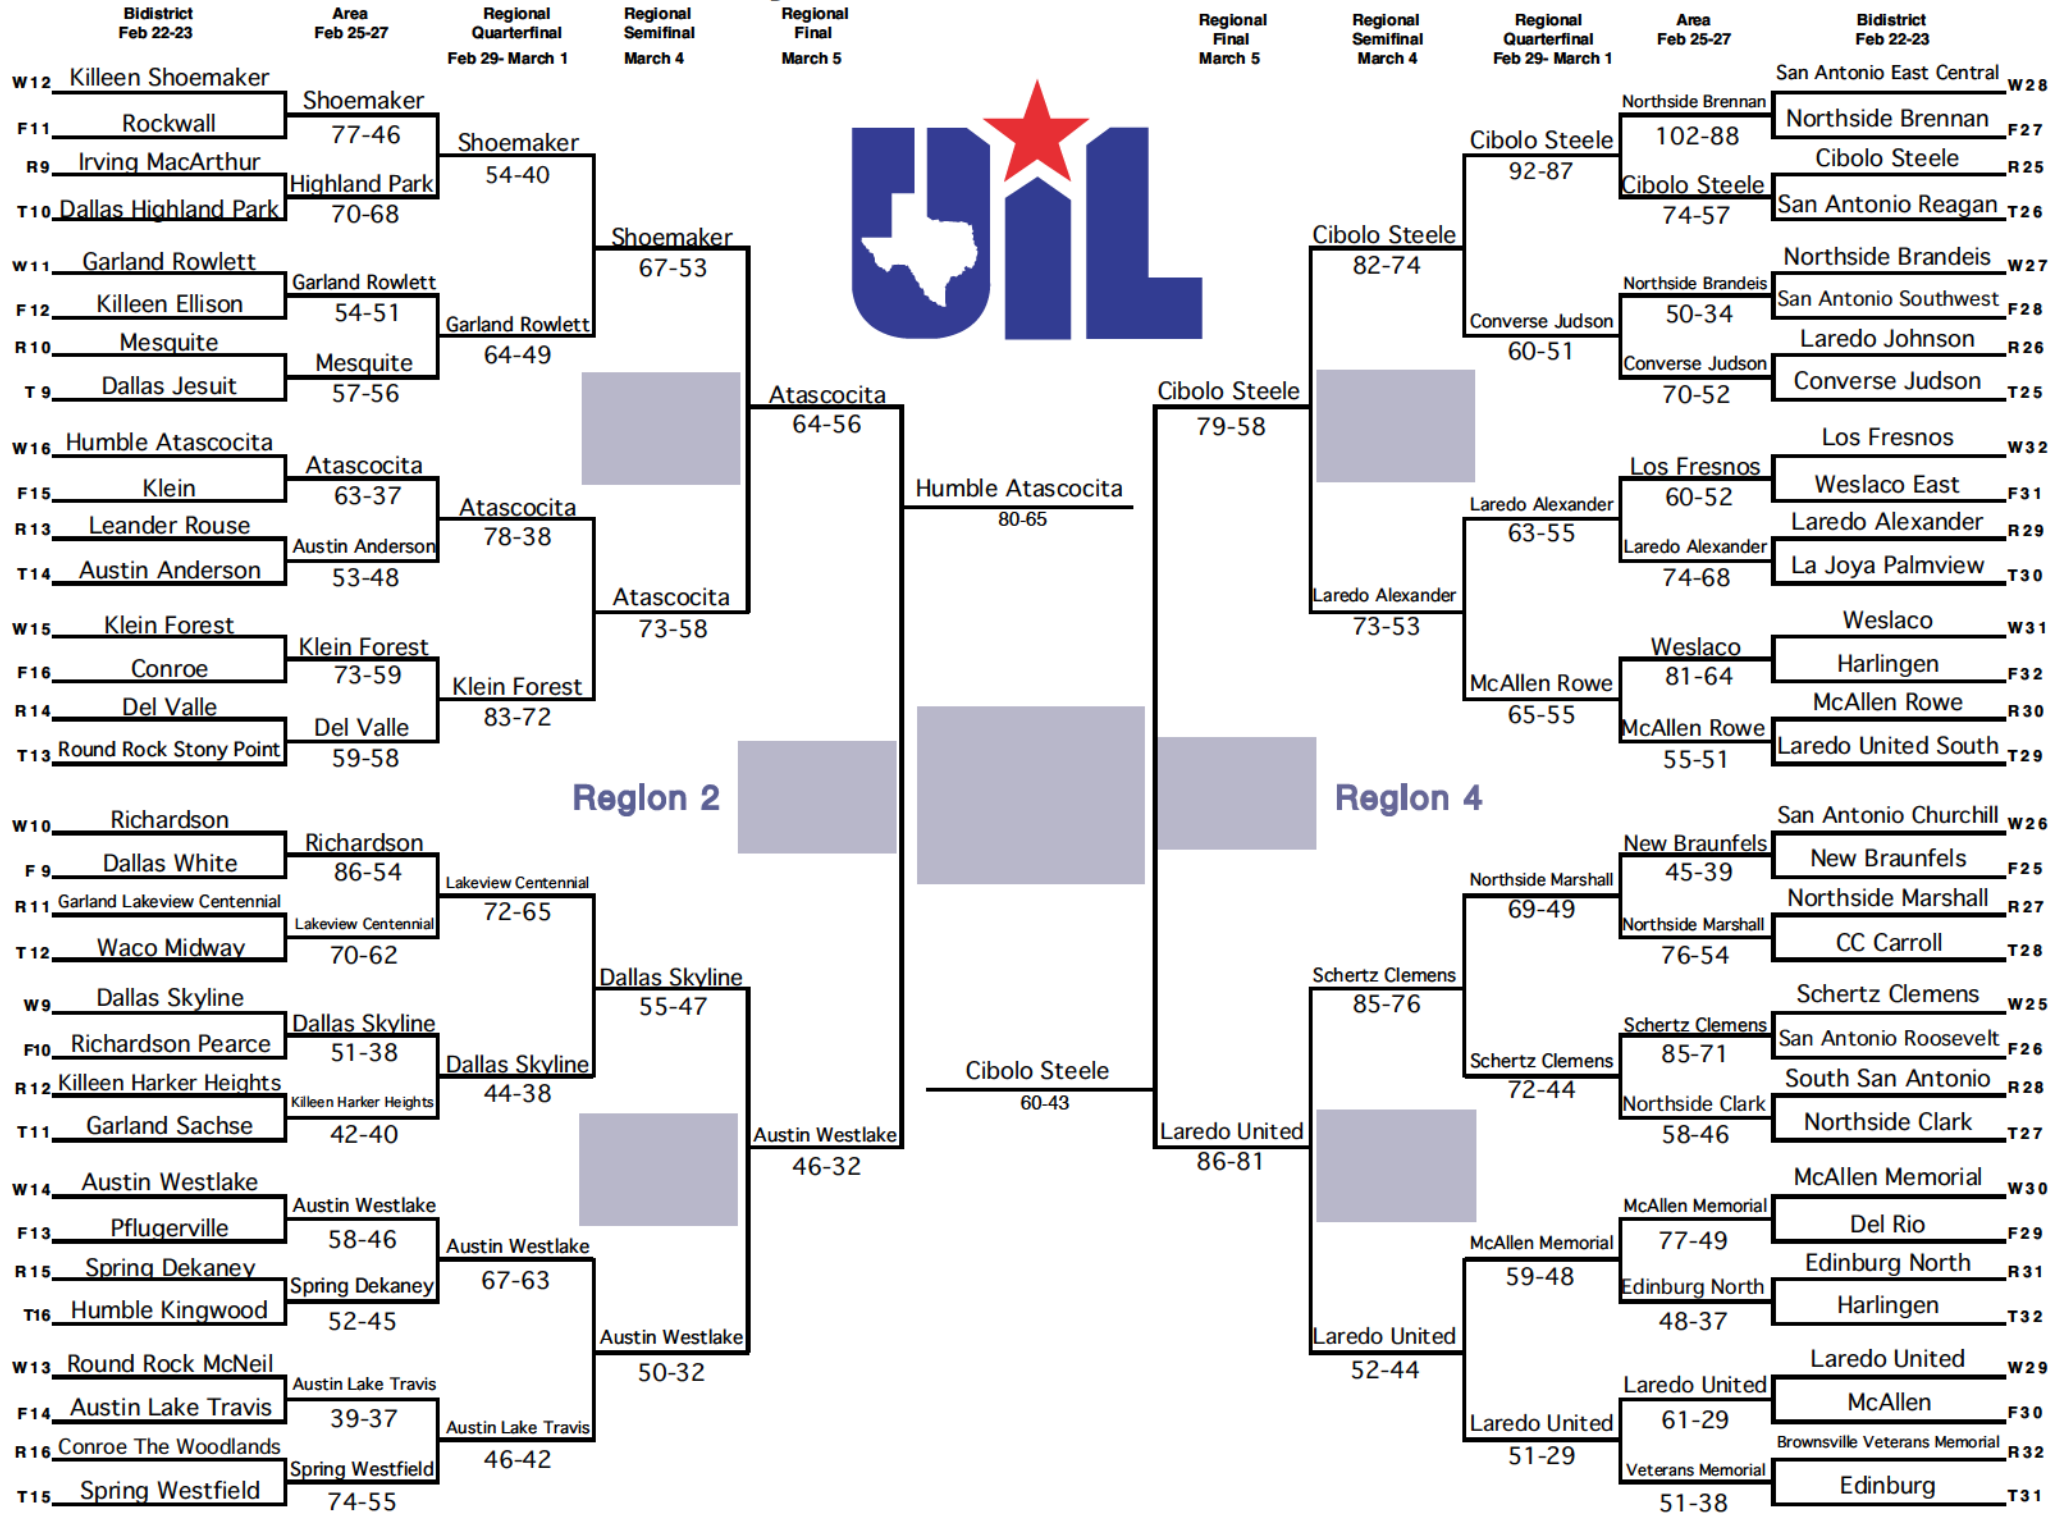 Bidistrict
Feb 22-23
Area
Feb 25-27
Regional
Quarterfinal
Feb 29- March 1
Regional
Semifinal
March 4
Regional
Final
March 5
Regional
Final
March 5
Regional
Semifinal
March 4
Regional
Quarterfinal
Feb 29- March 1
Area
Feb 25-27
Bidistrict
Feb 22-23
UIL
W12 Killeen Shoemaker
F11 Rockwall
R9 Irving MacArthur
T10 Dallas Highland Park
W11 Garland Rowlett
F12 Killeen Ellison
R10 Mesquite
T 9 Dallas Jesuit
W16 Humble Atascocita
F15 Klein
R13 Leander Rouse
T14 Austin Anderson
W15 Klein Forest
F16 Conroe
R14 Del Valle
T13 Round Rock Stony Point
W10 Richardson
F 9 Dallas White
R11 Garland Lakeview Centennial
T12 Waco Midway
W9 Dallas Skyline
F10 Richardson Pearce
R12 Killeen Harker Heights
T11 Garland Sachse
W14 Austin Westlake
F13 Pflugerville
R15 Spring Dekaney
T16 Humble Kingwood
W13 Round Rock McNeil
F14 Austin Lake Travis
R16 Conroe The Woodlands
T15 Spring Westfield
Shoemaker
77-46
Highland Park
70-68
Garland Rowlett
54-51
Mesquite
57-56
Atascocita
63-37
Austin Anderson
53-48
Klein Forest
73-59
Del Valle
59-58
Richardson
86-54
Lakeview Centennial
70-62
Dallas Skyline
51-38
Killeen Harker Heights
42-40
Austin Westlake
58-46
Spring Dekaney
52-45
Austin Lake Travis
39-37
Spring Westfield
74-55
Shoemaker
54-40
Garland Rowlett
64-49
Atascocita
78-38
Klein Forest
83-72
Lakeview Centennial
72-65
Dallas Skyline
44-38
Austin Westlake
67-63
Austin Lake Travis
46-42
Shoemaker
67-53
Atascocita
73-58
Region 2
Dallas Skyline
55-47
Austin Westlake
50-32
Atascocita
64-56
Austin Westlake
46-32
Humble Atascocita
80-65
Cibolo Steele
60-43
Cibolo Steele
79-58
Laredo United
86-81
Cibolo Steele
82-74
Laredo Alexander
73-53
Region 4
Schertz Clemens
85-76
Laredo United
52-44
Cibolo Steele
92-87
Converse Judson
60-51
Laredo Alexander
63-55
McAllen Rowe
65-55
Northside Marshall
69-49
Schertz Clemens
72-44
McAllen Memorial
59-48
Laredo United
51-29
Northside Brennan
102-88
Cibolo Steele
74-57
Northside Brandeis
50-34
Converse Judson
70-52
Los Fresnos
60-52
Laredo Alexander
74-68
Weslaco
81-64
McAllen Rowe
55-51
New Braunfels
45-39
Northside Marshall
76-54
Schertz Clemens
85-71
Northside Clark
58-46
McAllen Memorial
77-49
Edinburg North
48-37
Laredo United
61-29
Veterans Memorial
51-38
San Antonio East Central W28
Northside Brennan F27
Cibolo Steele R25
San Antonio Reagan T26
Northside Brandeis W27
San Antonio Southwest F28
Laredo Johnson R26
Converse Judson T25
Los Fresnos W32
Weslaco East F31
Laredo Alexander R29
La Joya Palmview T30
Weslaco W31
Harlingen F32
McAllen Rowe R30
Laredo United South T29
San Antonio Churchill W26
New Braunfels F25
Northside Marshall R27
CC Carroll T28
Schertz Clemens W25
San Antonio Roosevelt F26
South San Antonio R28
Northside Clark T27
McAllen Memorial W30
Del Rio F29
Edinburg North R31
Harlingen T32
Laredo United W29
McAllen F30
Brownsville Veterans Memorial R32
Edinburg T31